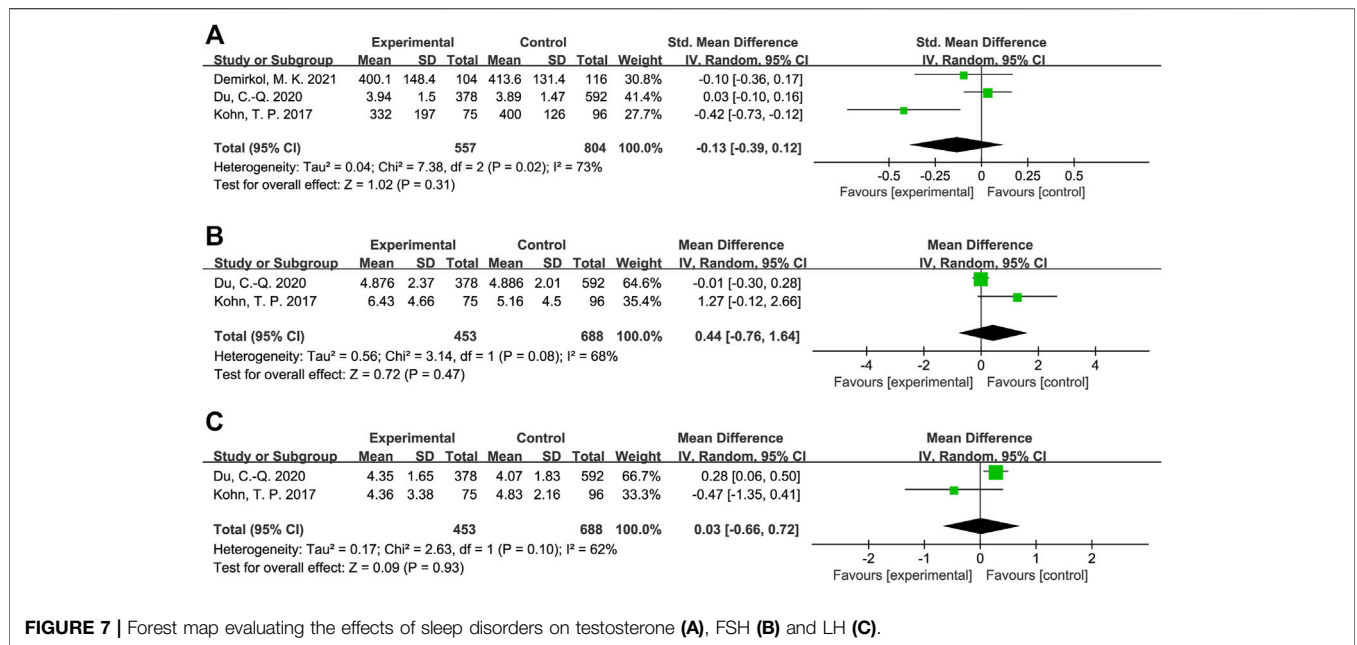 A
Experimental Control Std. Mean Difference Std. Mean Difference
Study or Subgroup Mean SD Total Mean SD Total Weight IV, Random, 95% CI IV, Random, 95% CI
Demirkol, M. K. 2021 400.1 148.4 104 413.6 131.4 116 30.8% -0.10 [-0.36, 0.17]
Du, C.-Q. 2020 3.94 1.5 378 3.89 1.47 592 41.4% 0.03 [-0.10, 0.16]
Kohn, T. P. 2017 332 197 75 400 126 96 27.7% -0.42 [-0.73, -0.12]
Total (95% CI) 557 804 100.0% -0.13 [-0.39, 0.12]
Heterogeneity: Tau² = 0.04; Chi² = 7.38, df = 2 (P = 0.02); I² = 73%
Test for overall effect: Z = 1.02 (P = 0.31)
-0.5 -0.25 0 0.25 0.5
Favours [experimental] Favours [control]
B
Experimental Control Mean Difference Mean Difference
Study or Subgroup Mean SD Total Mean SD Total Weight IV, Random, 95% CI IV, Random, 95% CI
Du, C.-Q. 2020 4.876 2.37 378 4.886 2.01 592 64.6% -0.01 [-0.30, 0.28]
Kohn, T. P. 2017 6.43 4.66 75 5.16 4.5 96 35.4% 1.27 [-0.12, 2.66]
Total (95% CI) 453 688 100.0% 0.44 [-0.76, 1.64]
Heterogeneity: Tau² = 0.56; Chi² = 3.14, df = 1 (P = 0.08); I² = 68%
Test for overall effect: Z = 0.72 (P = 0.47)
-4 -2 0 2 4
Favours [experimental] Favours [control]
C
Experimental Control Mean Difference Mean Difference
Study or Subgroup Mean SD Total Mean SD Total Weight IV, Random, 95% CI IV, Random, 95% CI
Du, C.-Q. 2020 4.35 1.65 378 4.07 1.83 592 66.7% 0.28 [0.06, 0.50]
Kohn, T. P. 2017 4.36 3.38 75 4.83 2.16 96 33.3% -0.47 [-1.35, 0.41]
Total (95% CI) 453 688 100.0% 0.03 [-0.66, 0.72]
Heterogeneity: Tau² = 0.17; Chi² = 2.63, df = 1 (P = 0.10); I² = 62%
Test for overall effect: Z = 0.09 (P = 0.93)
-2 -1 0 1 2
Favours [experimental] Favours [control]
FIGURE 7 | Forest map evaluating the effects of sleep disorders on testosterone (A), FSH (B) and LH (C).